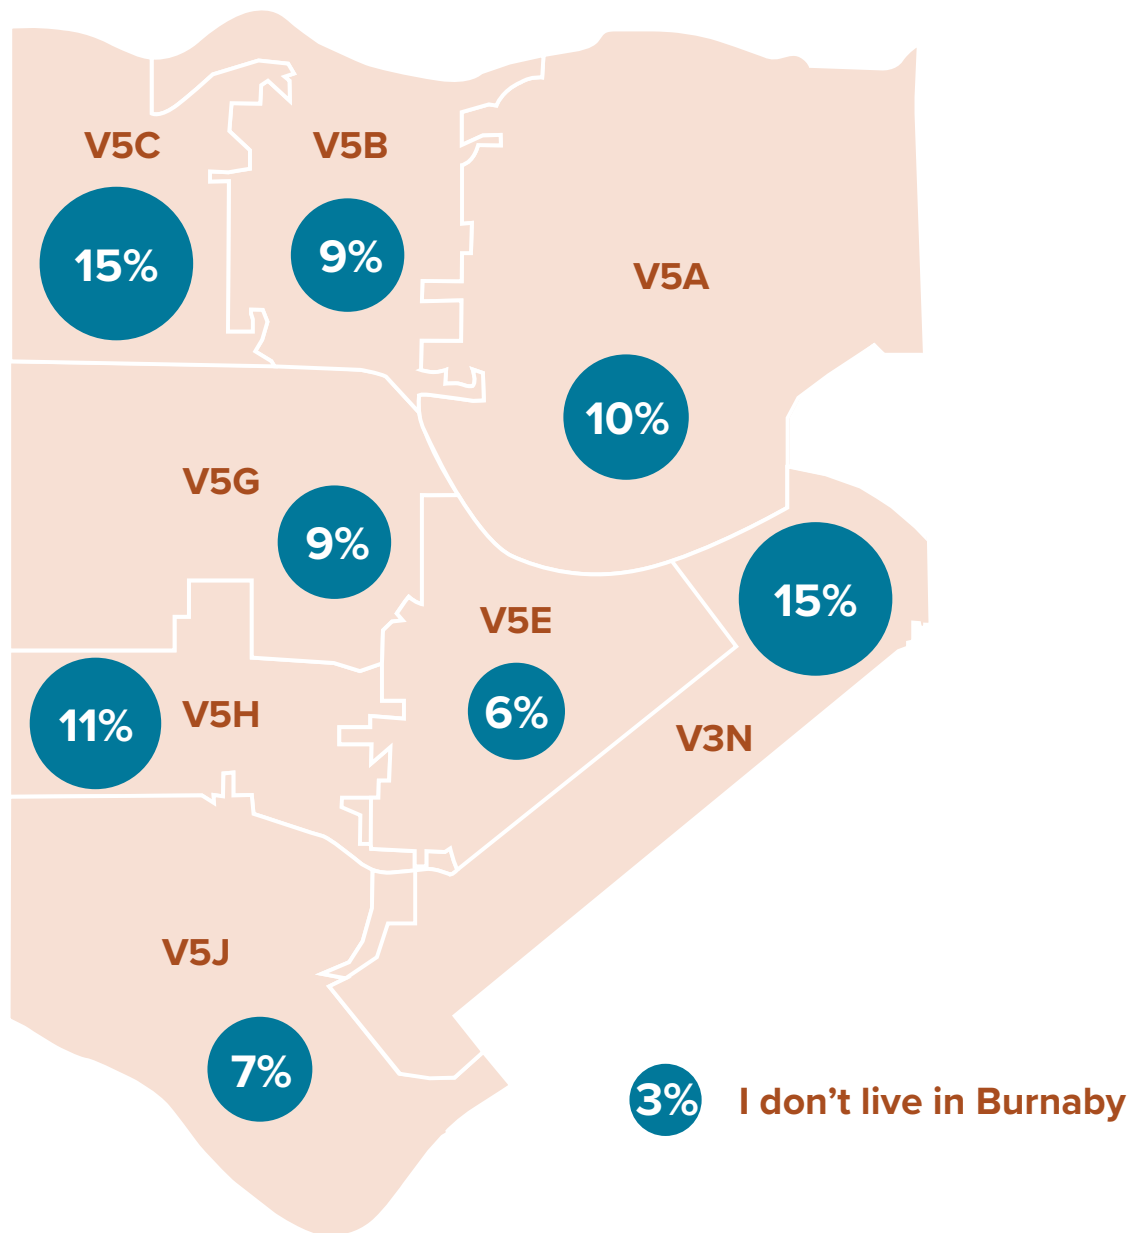 V5C
15%
V5B
9%
V5A
10%
V5G
9%
V5E
6%
15%
V3N
11%
V5H
V5J
7%
3% I don’t live in Burnaby